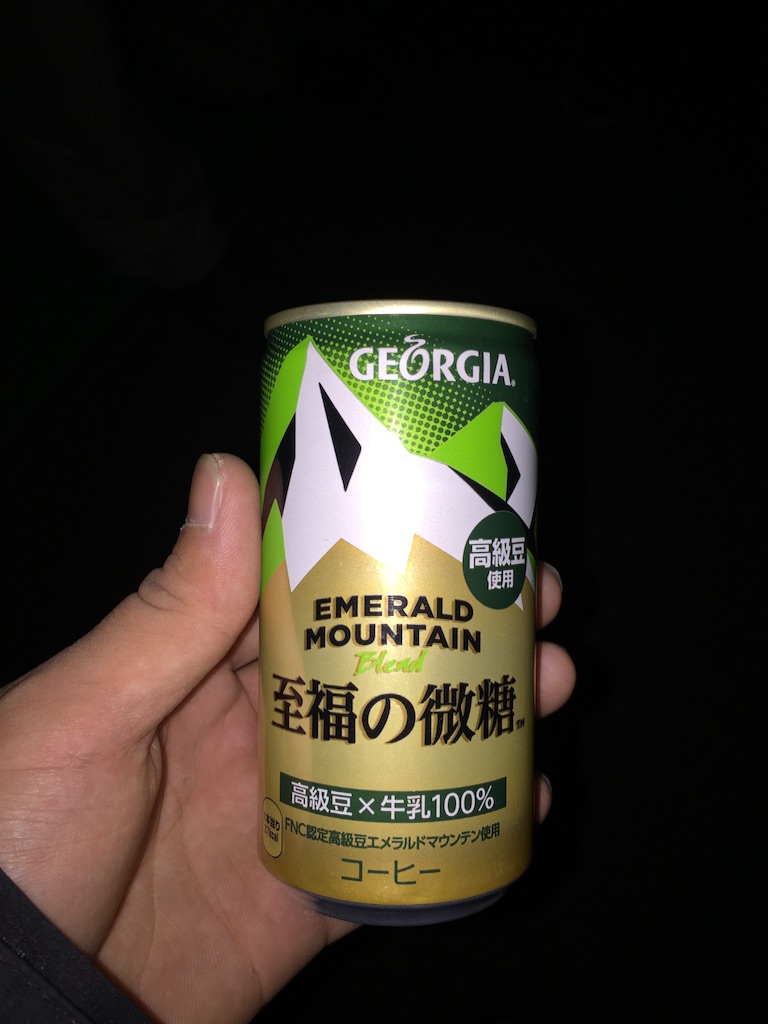 GEORGIA
高級豆
使用
EMERALD
MOUNTAIN
Blend
至福の微糖™
高級豆×牛乳100%
FNC認定高級豆エメラルドマウンテン使用
コーヒー